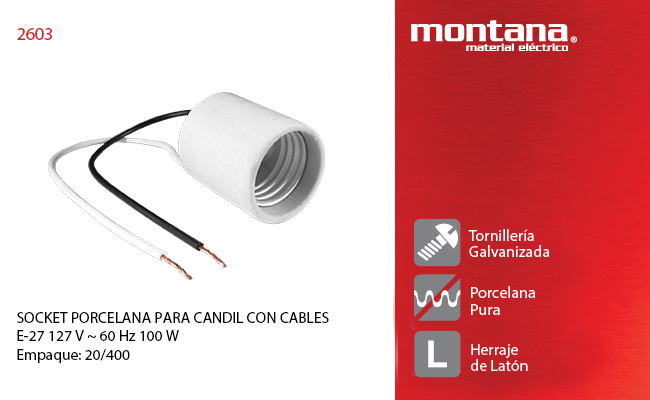 2603
SOCKET PORCELANA PARA CANDIL CON CABLES
E-27 127 V ~ 60 Hz 100 W
Empaque: 20/400
montana®
material eléctrico
Tornillería
Galvanizada
Porcelana
Pura
L
Herraje
de Latón